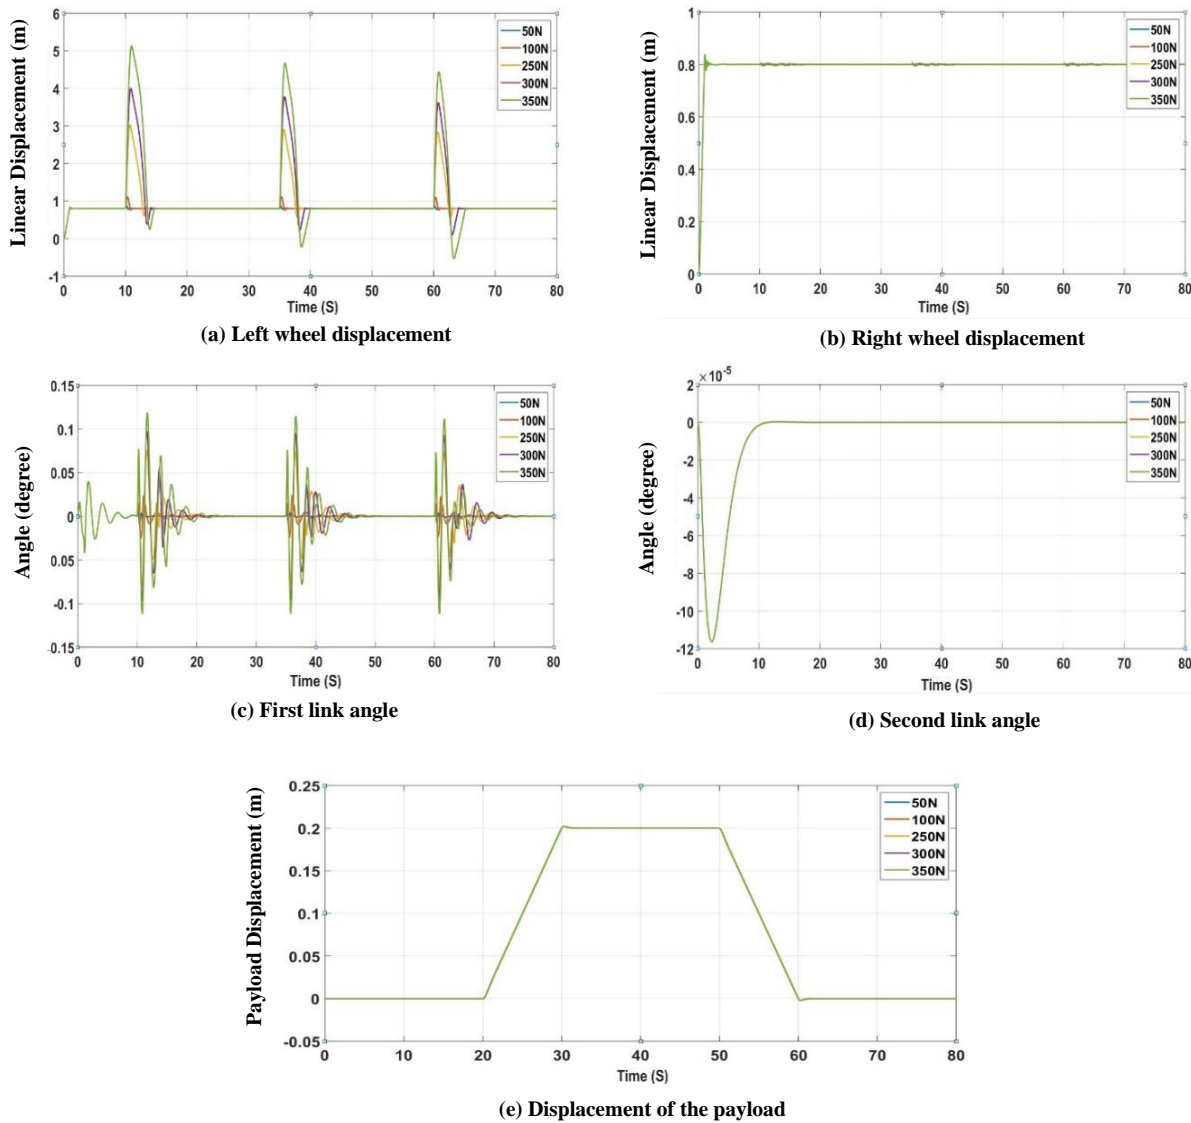 6
5
4
3
2
1
0
-1
Linear Displacement (m)
50N
100N
250N
300N
350N
0 10 20 30 40 50 60 70 80
Time (S)
(a) Left wheel displacement
1
0.8
0.6
0.4
0.2
0
Linear Displacement (m)
50N
100N
250N
300N
350N
0 10 20 30 40 50 60 70 80
Time (S)
(b) Right wheel displacement
0.15
0.1
0.05
0
0.05
-0.1
-0.15
Angle (degree)
50N
100N
250N
300N
350N
0 10 20 30 40 50 60 70 80
Time (S)
(c) First link angle
×10-5
2
0
-2
-4
-6
-8
-10
-12
Angle (degree)
50N
100N
250N
300N
350N
0 10 20 30 40 50 60 70 80
Time (S)
(d) Second link angle
0.25
0.2
0.15
0.1
0.05
0
-0.05
Payload Displacement (m)
50N
100N
250N
300N
350N
0 10 20 30 40 50 60 70 80
Time (S)
(e) Displacement of the payload